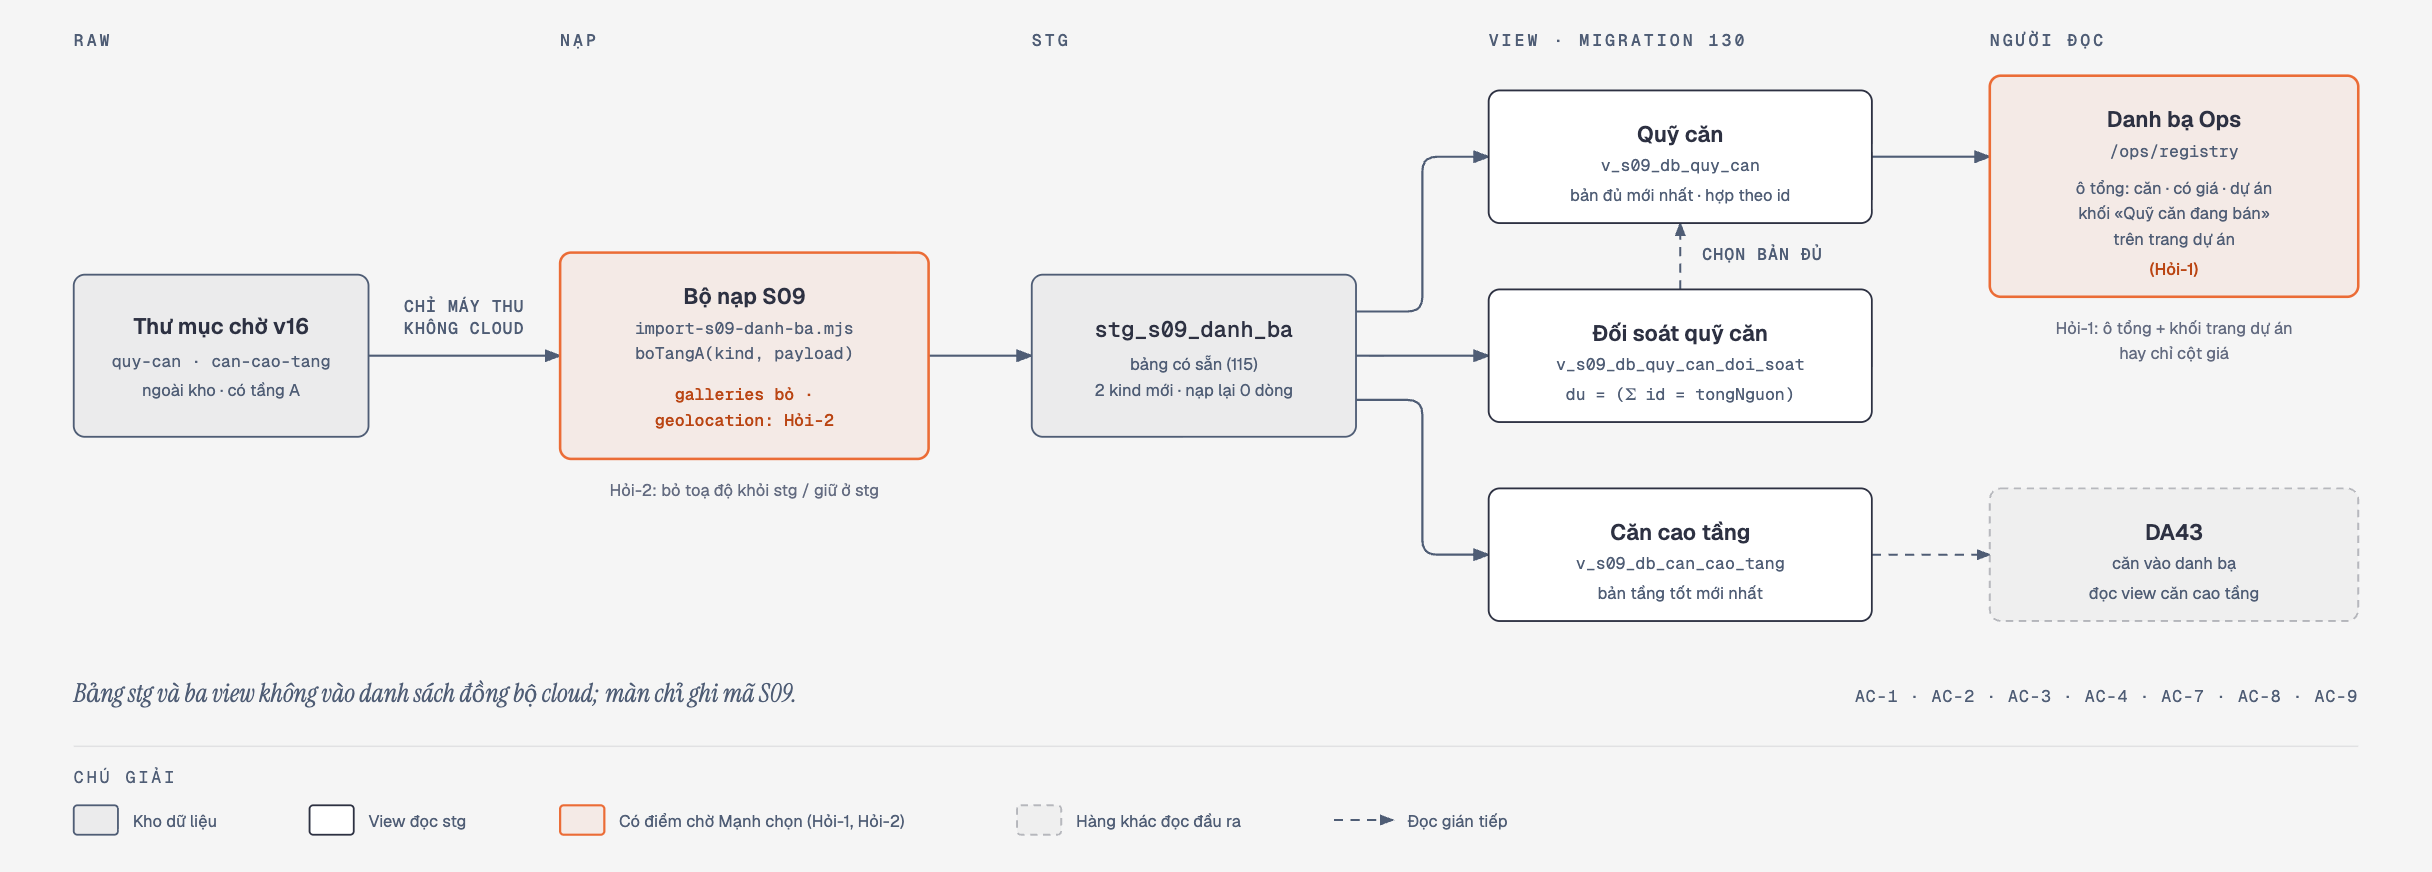 RAW
NẠP
STG
VIEW · MIGRATION 130
NGƯỜI ĐỌC
Thư mục chờ v16
quy-can · can-cao-tang
ngoài kho · có tầng A
CHỈ MÁY THU
KHÔNG CLOUD
Bộ nạp S09
import-s09-danh-ba.mjs
boTangA(kind, payload)
galleries bỏ ·
geolocation: Hỏi-2
Hỏi-2: bỏ toạ độ khỏi stg / giữ ở stg
stg_s09_danh_ba
bảng có sẵn (115)
2 kind mới · nạp lại 0 dòng
Quỹ căn
v_s09_db_quy_can
bản đủ mới nhất · hợp theo id
CHỌN BẢN ĐỦ
Đối soát quỹ căn
v_s09_db_quy_can_doi_soat
du = (Σ id = tongNguon)
Căn cao tầng
v_s09_db_can_cao_tang
bản tầng tốt mới nhất
Danh bạ Ops
/ops/registry
ô tổng: căn · có giá · dự án
khối «Quỹ căn đang bán»
trên trang dự án
(Hỏi-1)
Hỏi-1: ô tổng + khối trang dự án
hay chỉ cột giá
DA43
căn vào danh bạ
đọc view căn cao tầng
Bảng stg và ba view không vào danh sách đồng bộ cloud; màn chỉ ghi mã S09.
AC-1 · AC-2 · AC-3 · AC-4 · AC-7 · AC-8 · AC-9
CHÚ GIẢI
Kho dữ liệu
View đọc stg
Có điểm chờ Mạnh chọn (Hỏi-1, Hỏi-2)
Hàng khác đọc đầu ra
Đọc gián tiếp